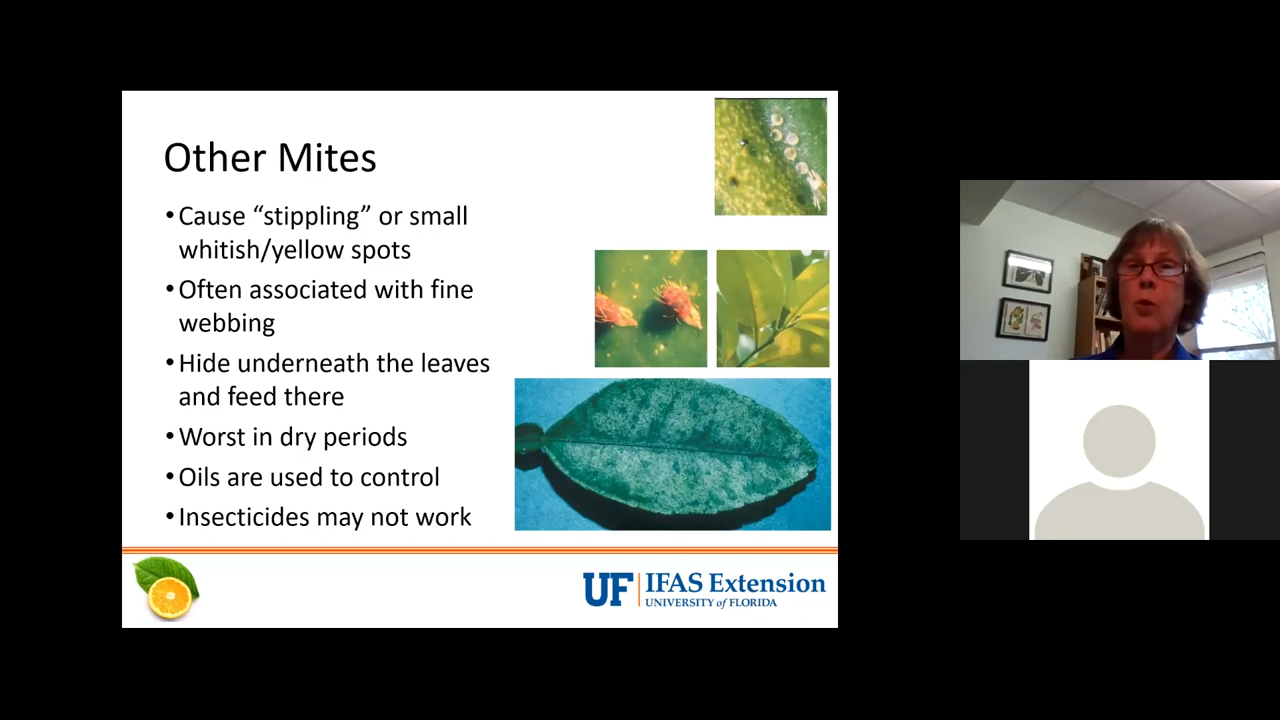 Other Mites
•Cause “stippling” or small
whitish/yellow spots
•Often associated with fine
webbing
•Hide underneath the leaves
and feed there
•Worst in dry periods
•Oils are used to control
•Insecticides may not work
UF IFAS Extension
UNIVERSITY of FLORIDA